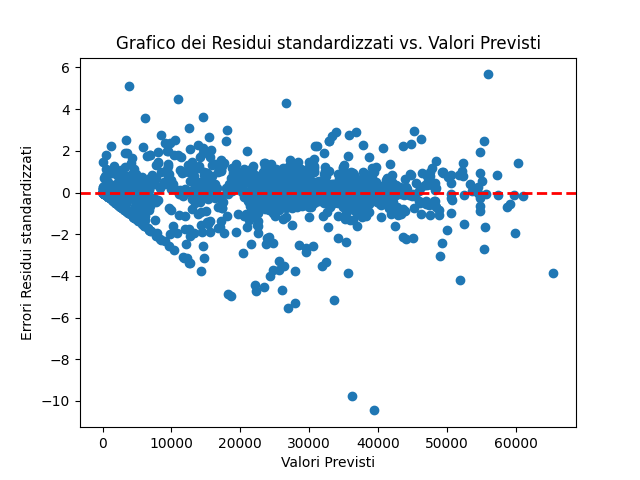 Grafico dei Residui standardizzati vs. Valori Previsti
Errori Residui standardizzati
6
4
2
0
−2
−4
−6
−8
−10
0 10000 20000 30000 40000 50000 60000
Valori Previsti